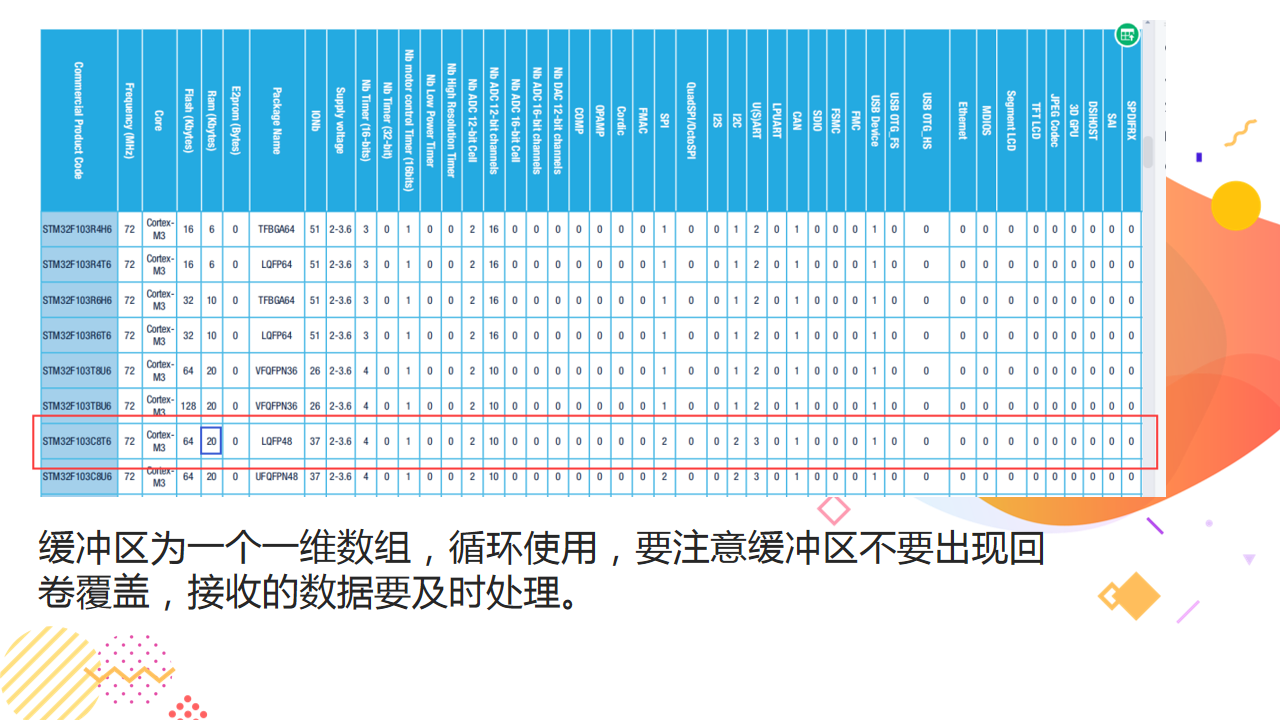 Commercial Product Code Frequency (MHz) Core Flash (Kbytes) Ram (Kbytes) E2prom (Bytes) Package Name IONb Supply voltage Nb Timer (16-bits) Nb Timer (32-bit) Nb motor control Timer (16bits) Nb Low Power Timer Nb High Resolution Timer Nb ADC 12-bit Cell Nb ADC 12-bit channels Nb ADC 16-bit Cell Nb ADC 16-bit channels Nb DAC 12-bit channels COMP OPAMP Cordic FMAC SPI QuadSPI/OctoSPI I2S I2C U(S)ART LPUART CAN SDIO FSMC FMC USB Device USB OTG_FS USB OTG_HS Ethernet MDIOS Segment LCD TFT LCD JPEG Codec 3D GPU DSIHOST SAI SPDIFRX
STM32F103R4H6 72 Cortex-M3 16 6 0 TFBGA64 51 2-3.6 3 0 1 0 0 2 16 0 0 0 0 0 0 0 1 0 0 1 2 0 1 0 0 0 1 0 0 0 0 0 0 0 0 0 0 0
STM32F103R4T6 72 Cortex-M3 16 6 0 LQFP64 51 2-3.6 3 0 1 0 0 2 16 0 0 0 0 0 0 0 1 0 0 1 2 0 1 0 0 0 1 0 0 0 0 0 0 0 0 0 0 0
STM32F103R6H6 72 Cortex-M3 32 10 0 TFBGA64 51 2-3.6 3 0 1 0 0 2 16 0 0 0 0 0 0 0 1 0 0 1 2 0 1 0 0 0 1 0 0 0 0 0 0 0 0 0 0 0
STM32F103R6T6 72 Cortex-M3 32 10 0 LQFP64 51 2-3.6 3 0 1 0 0 2 16 0 0 0 0 0 0 0 1 0 0 1 2 0 1 0 0 0 1 0 0 0 0 0 0 0 0 0 0 0
STM32F103T8U6 72 Cortex-M3 64 20 0 VFQFPN36 26 2-3.6 4 0 1 0 0 2 10 0 0 0 0 0 0 0 1 0 0 1 2 0 1 0 0 0 1 0 0 0 0 0 0 0 0 0 0 0
STM32F103TBU6 72 Cortex-M3 128 20 0 VFQFPN36 26 2-3.6 4 0 1 0 0 2 10 0 0 0 0 0 0 0 1 0 0 1 2 0 1 0 0 0 1 0 0 0 0 0 0 0 0 0 0 0
STM32F103C8T6 72 Cortex-M3 64 20 0 LQFP48 37 2-3.6 4 0 1 0 0 2 10 0 0 0 0 0 0 0 2 0 0 2 3 0 1 0 0 0 1 0 0 0 0 0 0 0 0 0 0 0
STM32F103C8U6 72 Cortex-M3 64 20 0 UFQFPN48 37 2-3.6 4 0 1 0 0 2 10 0 0 0 0 0 0 0 2 0 0 2 3 0 1 0 0 0 1 0 0 0 0 0 0 0 0 0 0 0
缓冲区为一个一维数组，循环使用，要注意缓冲区不要出现回
卷覆盖，接收的数据要及时处理。